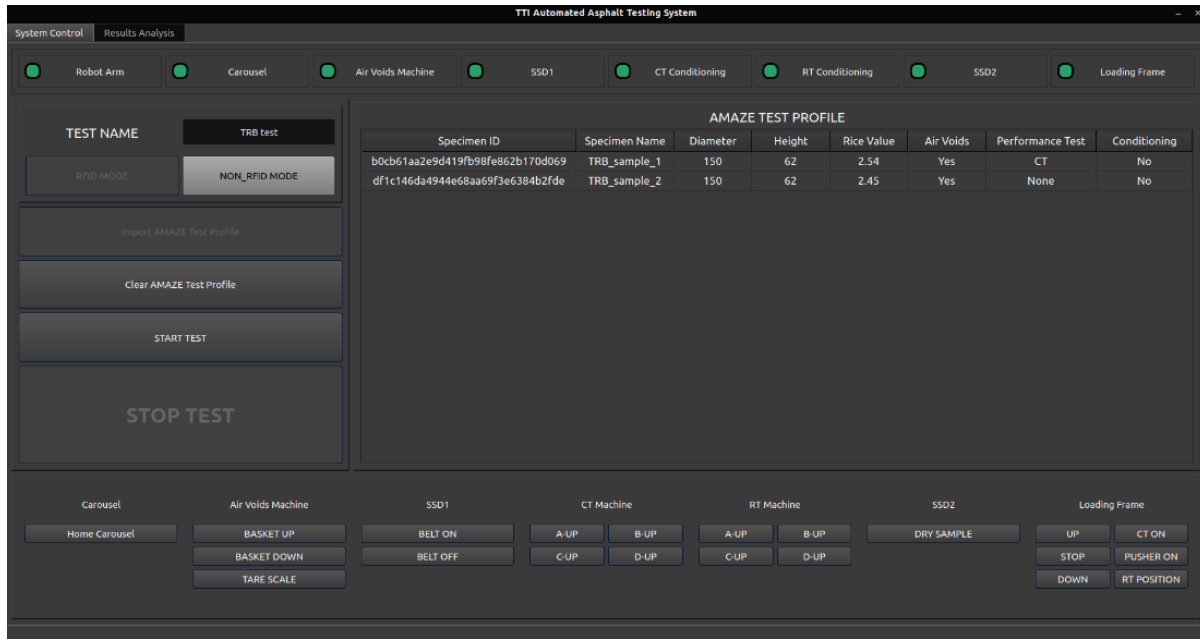 TTI Automated Asphalt Testing System
System Control Results Analysis
Robot Arm Carousel Air Voids Machine SSD1 CT Conditioning RT Conditioning SSD2 Loading Frame
TEST NAME TRB test
RFID MODE NON_RFID MODE
Import AMAZE Test Profile
Clear AMAZE Test Profile
START TEST
STOP TEST
AMAZE TEST PROFILE
Specimen ID Specimen Name Diameter Height Rice Value Air Voids Performance Test Conditioning
b0cb61aa2e9d419fb98fe862b170d069 TRB_sample_1 150 62 2.54 Yes CT No
df1c146da4944e68aa69f3e6384b2fde TRB_sample_2 150 62 2.45 Yes None No
Carousel Air Voids Machine SSD1 CT Machine RT Machine SSD2 Loading Frame
Home Carousel BASKET UP BELT ON A-UP B-UP A-UP B-UP DRY SAMPLE UP CT ON
BASKET DOWN BELT OFF C-UP D-UP C-UP D-UP STOP PUSHER ON
TARE SCALE DOWN RT POSITION